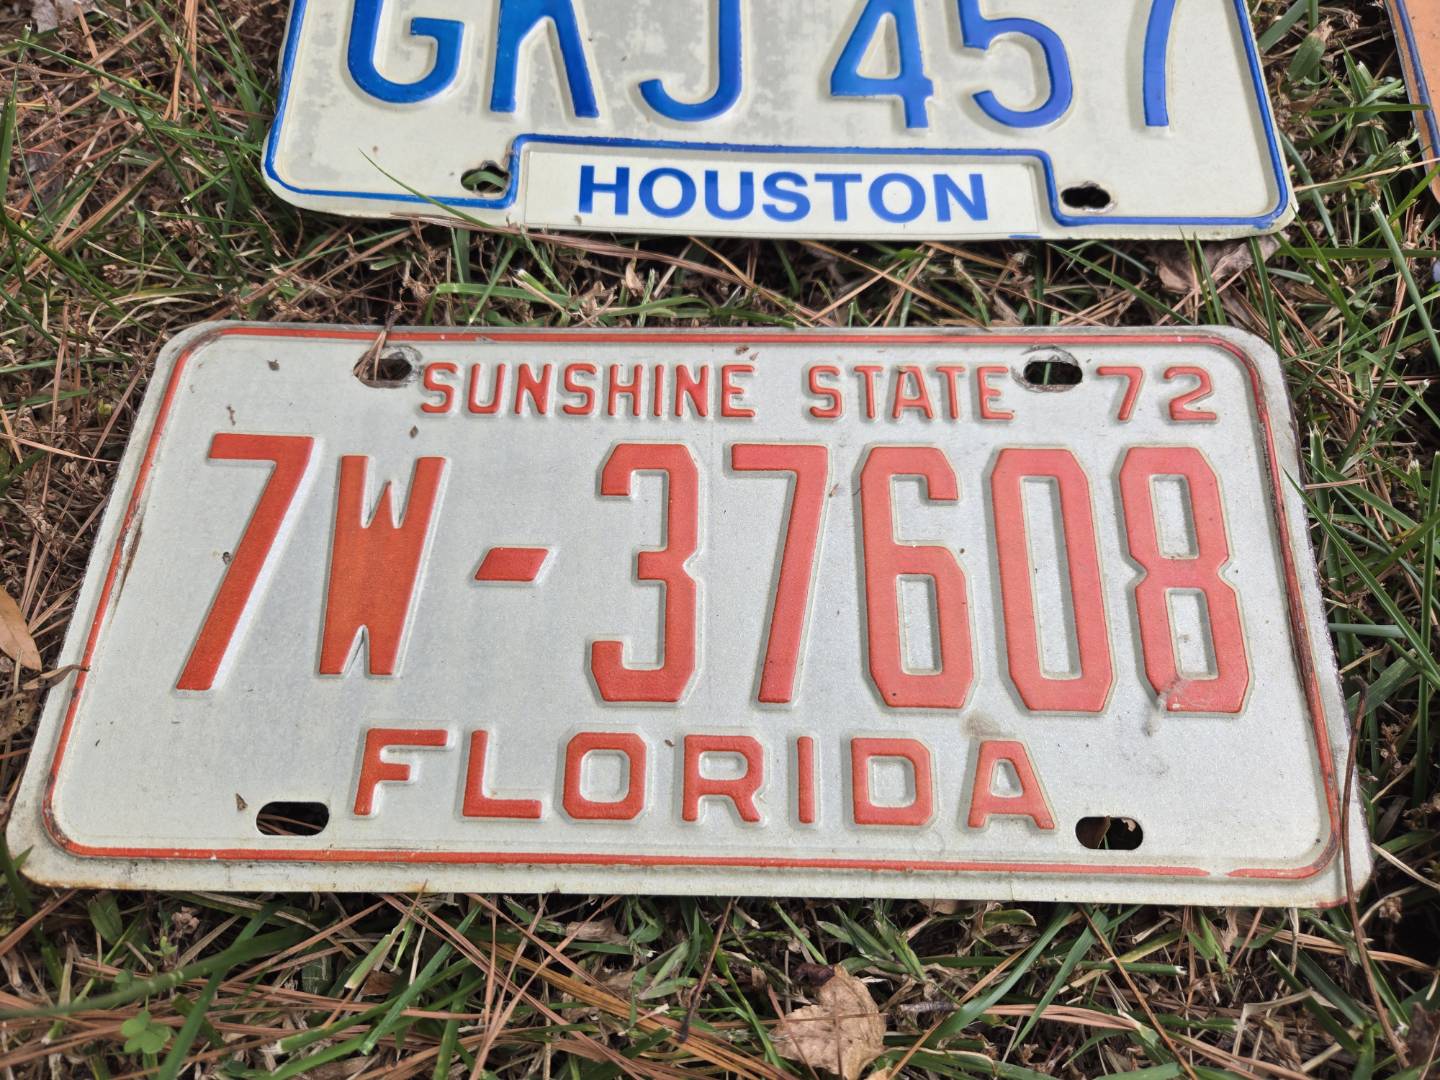 GKJ 457
HOUSTON
SUNSHINE STATE 72
7W-37608
FLORIDA